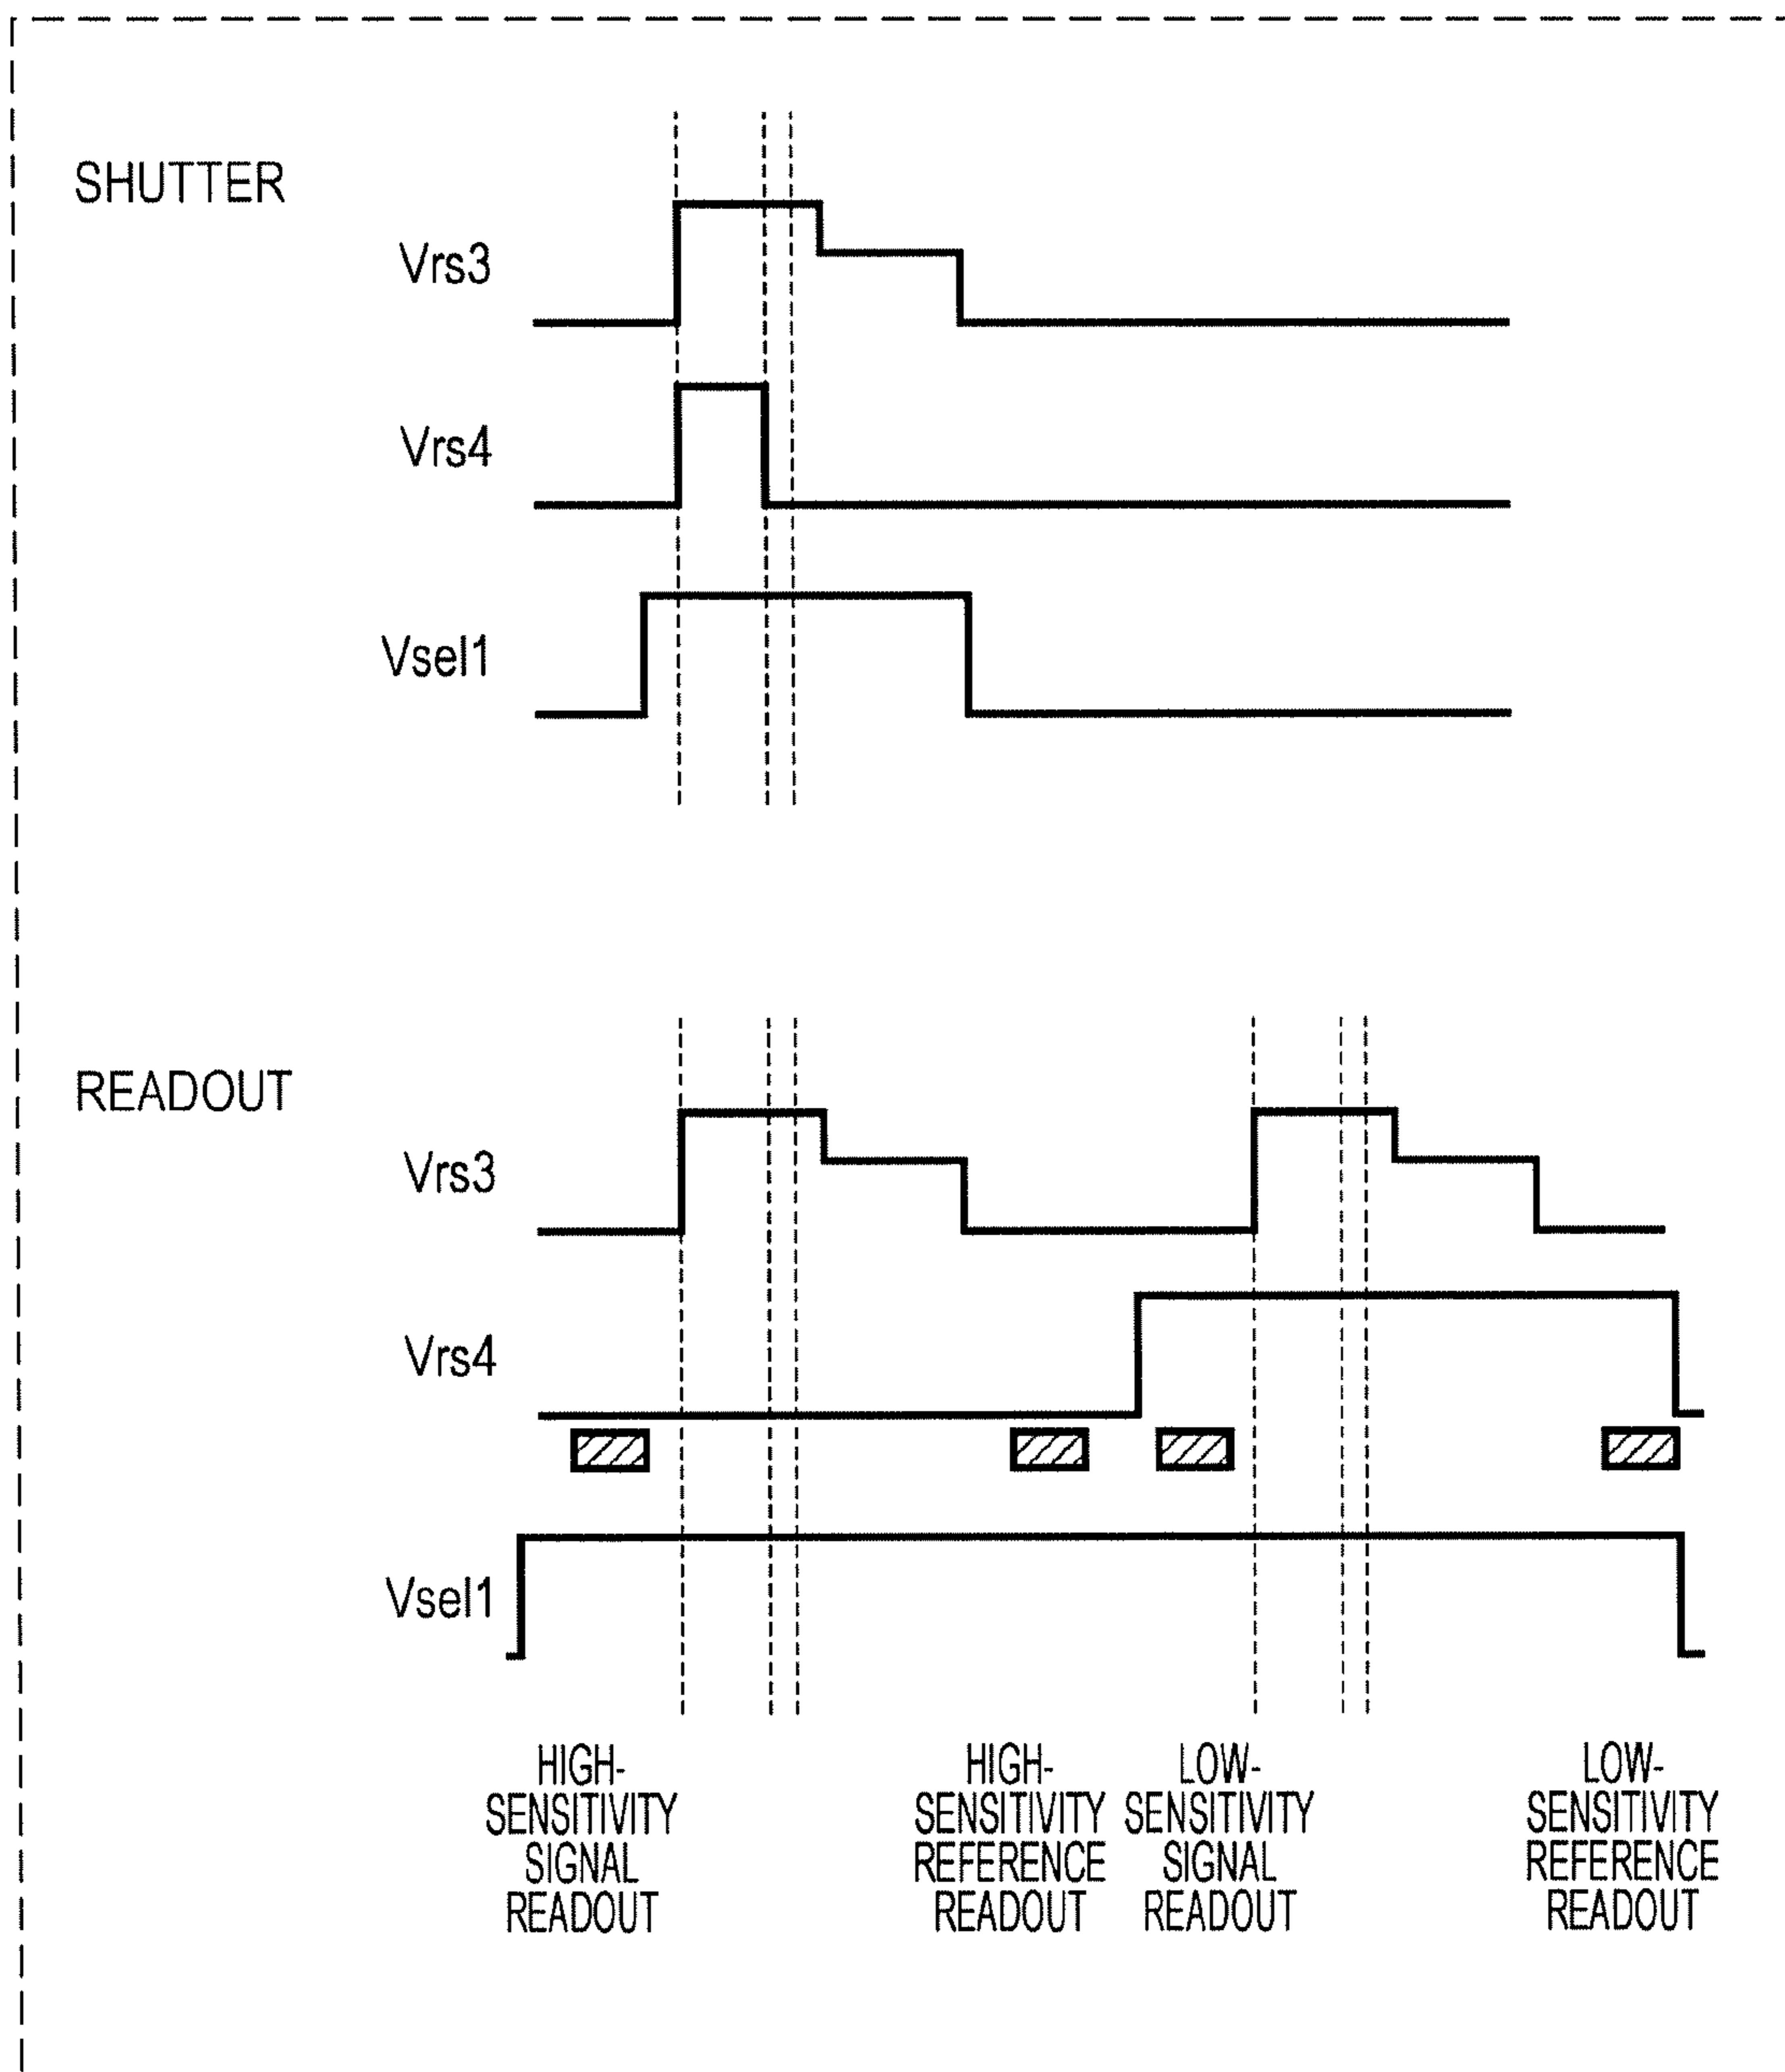 SHUTTER
Vrs3
Vrs4
Vsel1
READOUT
Vrs3
Vrs4
Vsel1
HIGH-
SENSITIVITY
SIGNAL
READOUT
HIGH-
SENSITIVITY
REFERENCE
READOUT
LOW-
SENSITIVITY
SIGNAL
READOUT
LOW-
SENSITIVITY
REFERENCE
READOUT